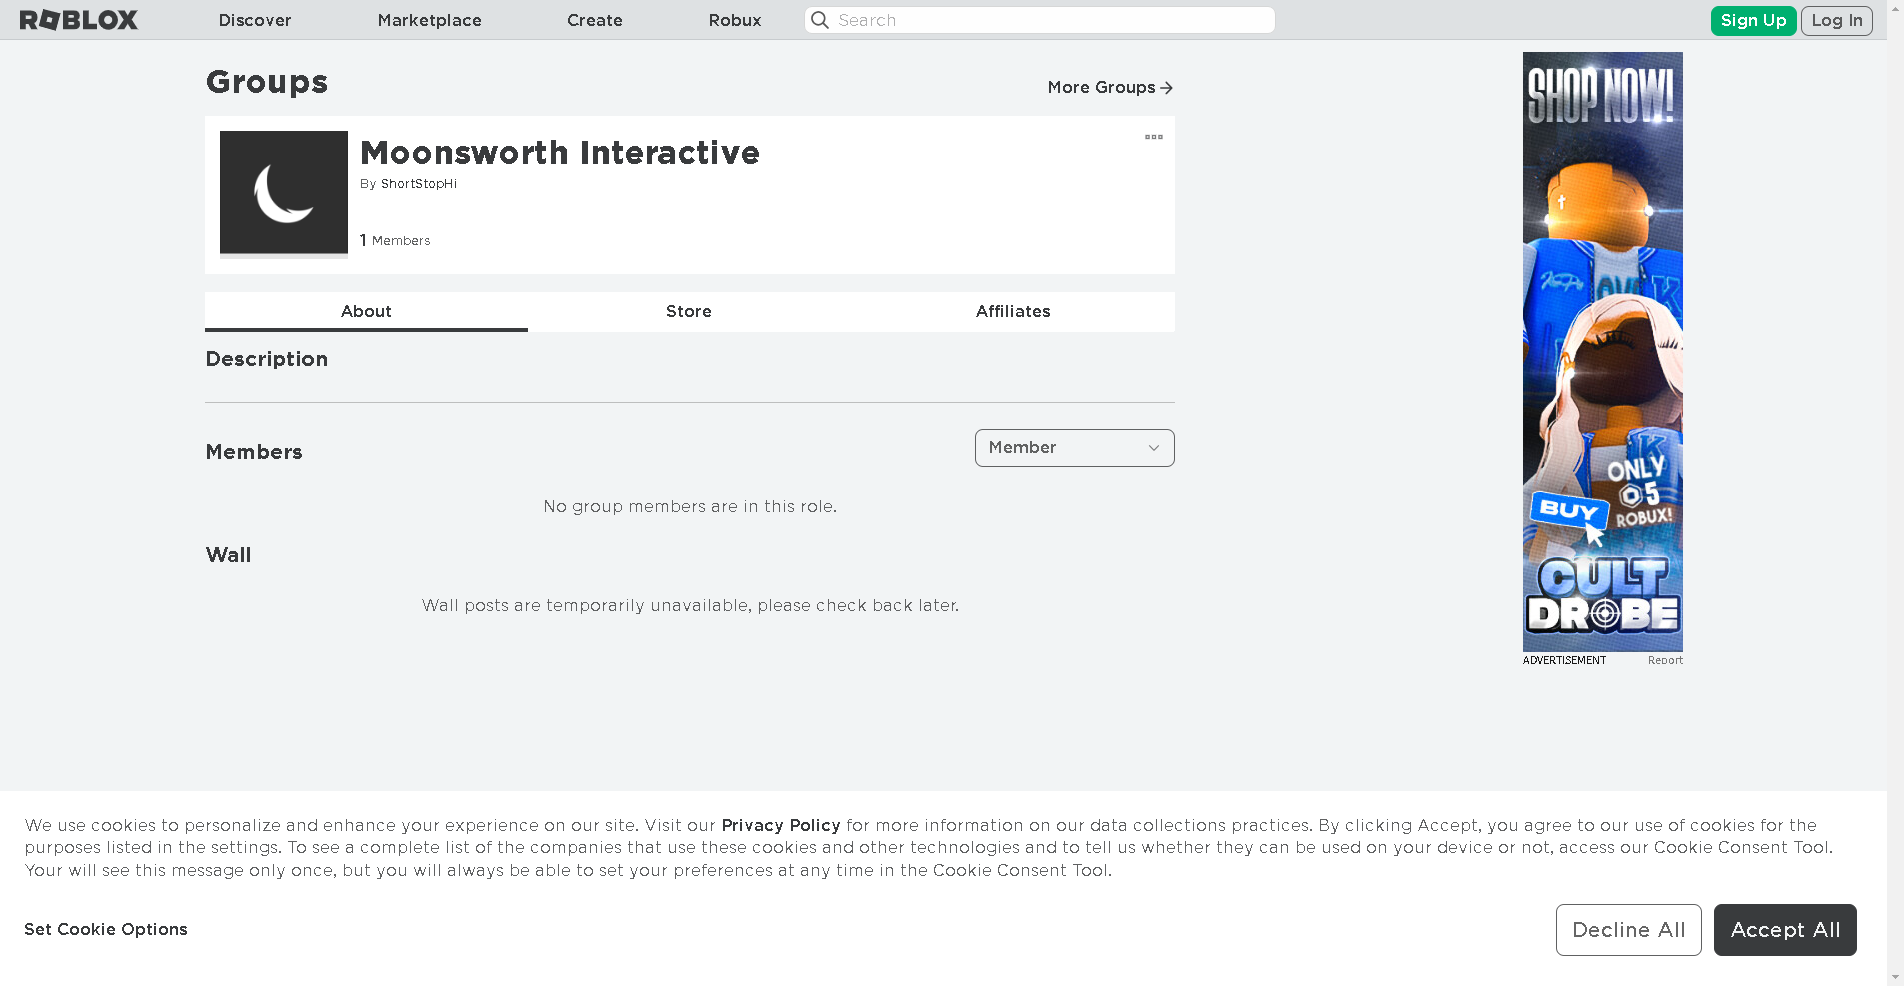 ROBLOX
Discover
Marketplace
Create
Robux
Search
Sign Up
Log In
Groups
More Groups
Moonsworth Interactive
By ShortStopHi
1 Members
About
Store
Affiliates
Description
Members
Member
No group members are in this role.
Wall
Wall posts are temporarily unavailable, please check back later.
SHOP NOW!
ONLY
5
ROBUX!
BUY
CULT
DROBE
ADVERTISEMENT
Report
We use cookies to personalize and enhance your experience on our site. Visit our Privacy Policy for more information on our data collections practices. By clicking Accept, you agree to our use of cookies for the
purposes listed in the settings. To see a complete list of the companies that use these cookies and other technologies and to tell us whether they can be used on your device or not, access our Cookie Consent Tool.
Your will see this message only once, but you will always be able to set your preferences at any time in the Cookie Consent Tool.
Set Cookie Options
Decline All
Accept All